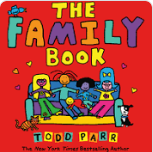 THE
FAMILY
BOOK
TODD PARR
The New York Times Bestselling Author